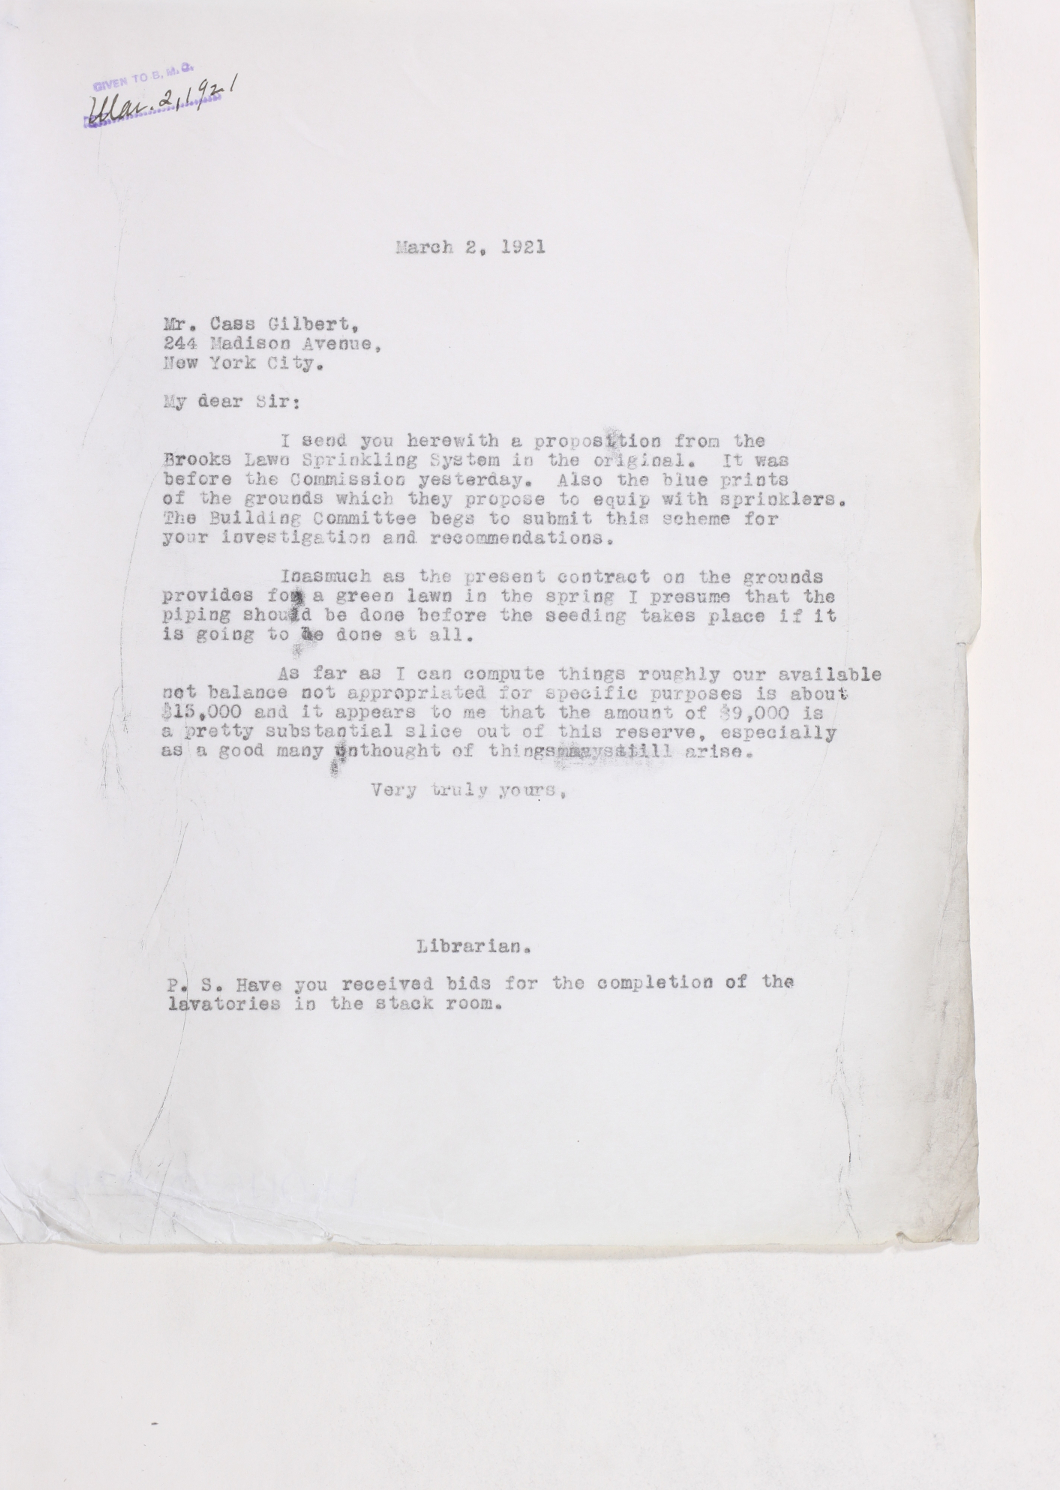 GIVEN TO S. M. G.
Mar. 2, 1921
March 2, 1921
Mr. Cass Gilbert,
244 Madison Avenue,
New York City.
My dear Sir:
I send you herewith a proposition from the
Brooks Lawn Sprinkling System in the original. It was
before the Commission yesterday. Also the blue prints
of the grounds which they propose to equip with sprinklers.
The Building Committee begs to submit this scheme for
your investigation and recommendations.
Inasmuch as the present contract on the grounds
provides for a green lawn in the spring I presume that the
piping should be done before the seeding takes place if it
is going to be done at all.
As far as I can compute things roughly our available
net balance not appropriated for specific purposes is about
$15,000 and it appears to me that the amount of $9,000 is
a pretty substantial slice out of this reserve, especially
as a good many unthought of things may still arise.
Very truly yours,
Librarian.
P. S. Have you received bids for the completion of the
lavatories in the stack room.